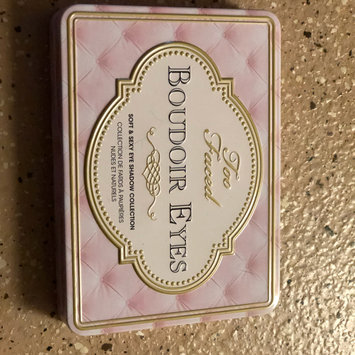 Too
Faced
BOUDOIR EYES
SOFT & SEXY EYE SHADOW COLLECTION
COLLECTION DE FARDS À PAUPIÈRES
NUDES ET NATURELS